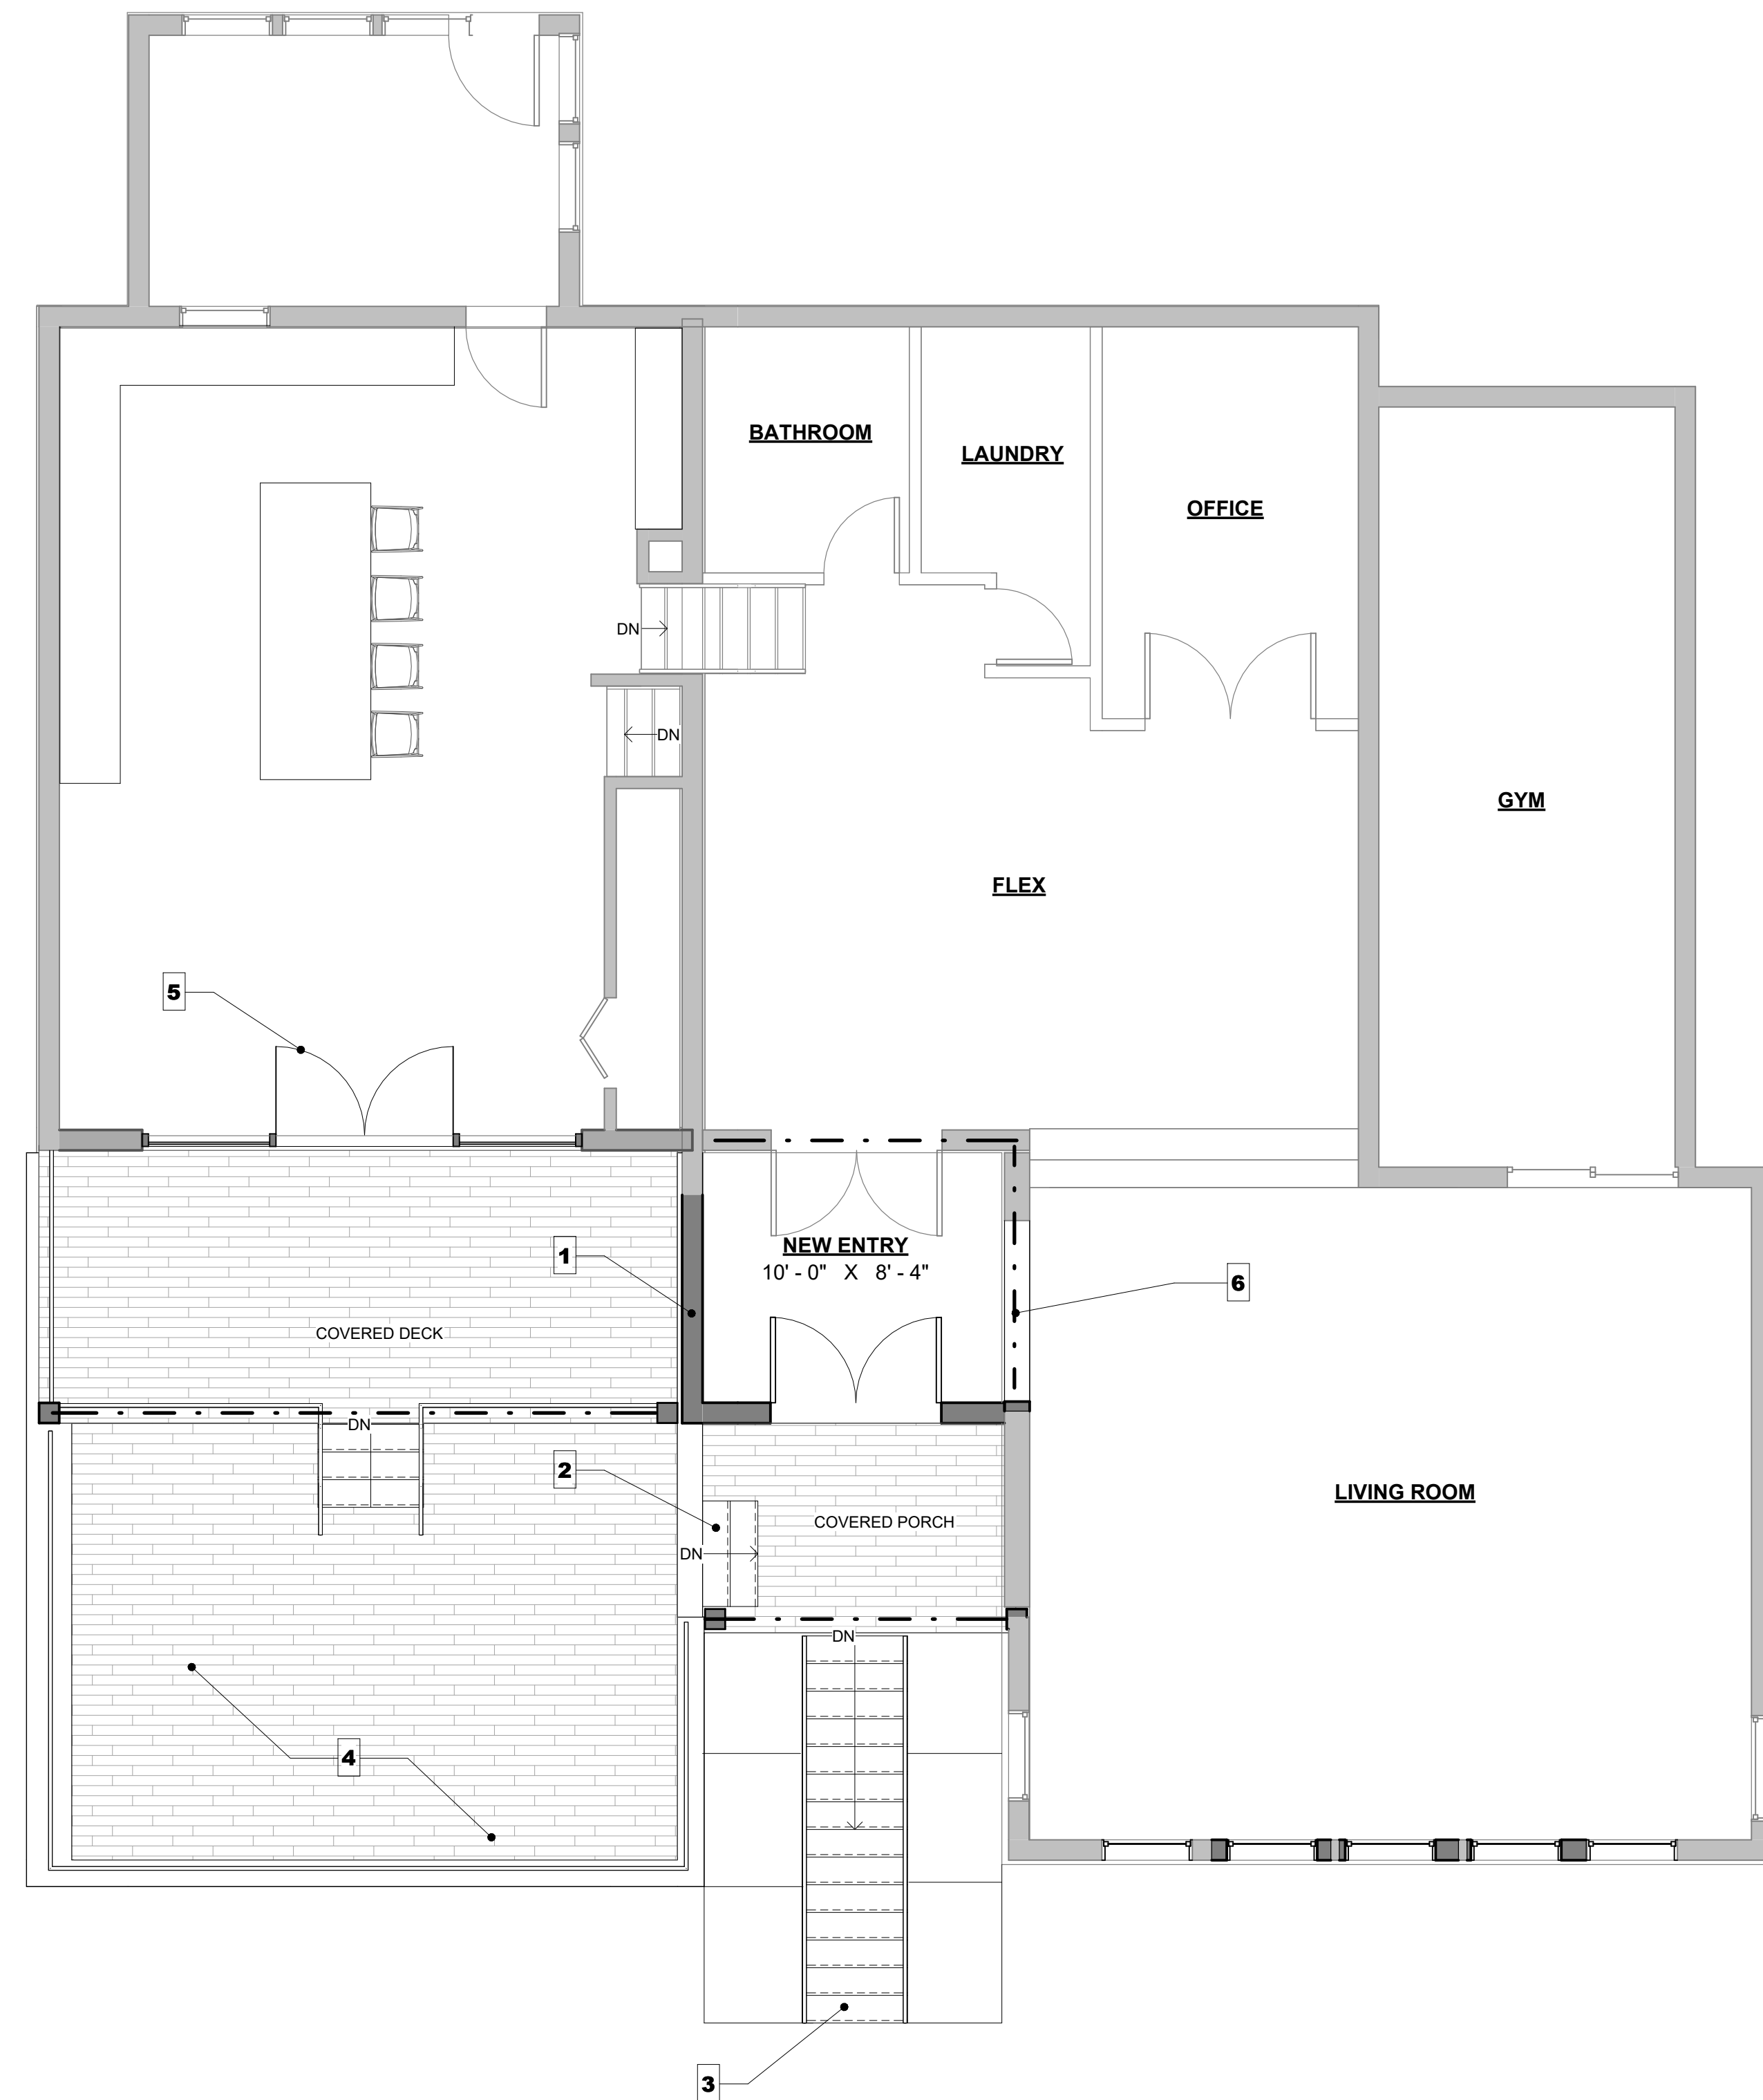 BATHROOM
LAUNDRY
OFFICE
DN
DN
GYM
FLEX
5
1
NEW ENTRY
10' - 0" X 8' - 4"
6
COVERED DECK
DN
2
LIVING ROOM
COVERED PORCH
DN
DN
4
3